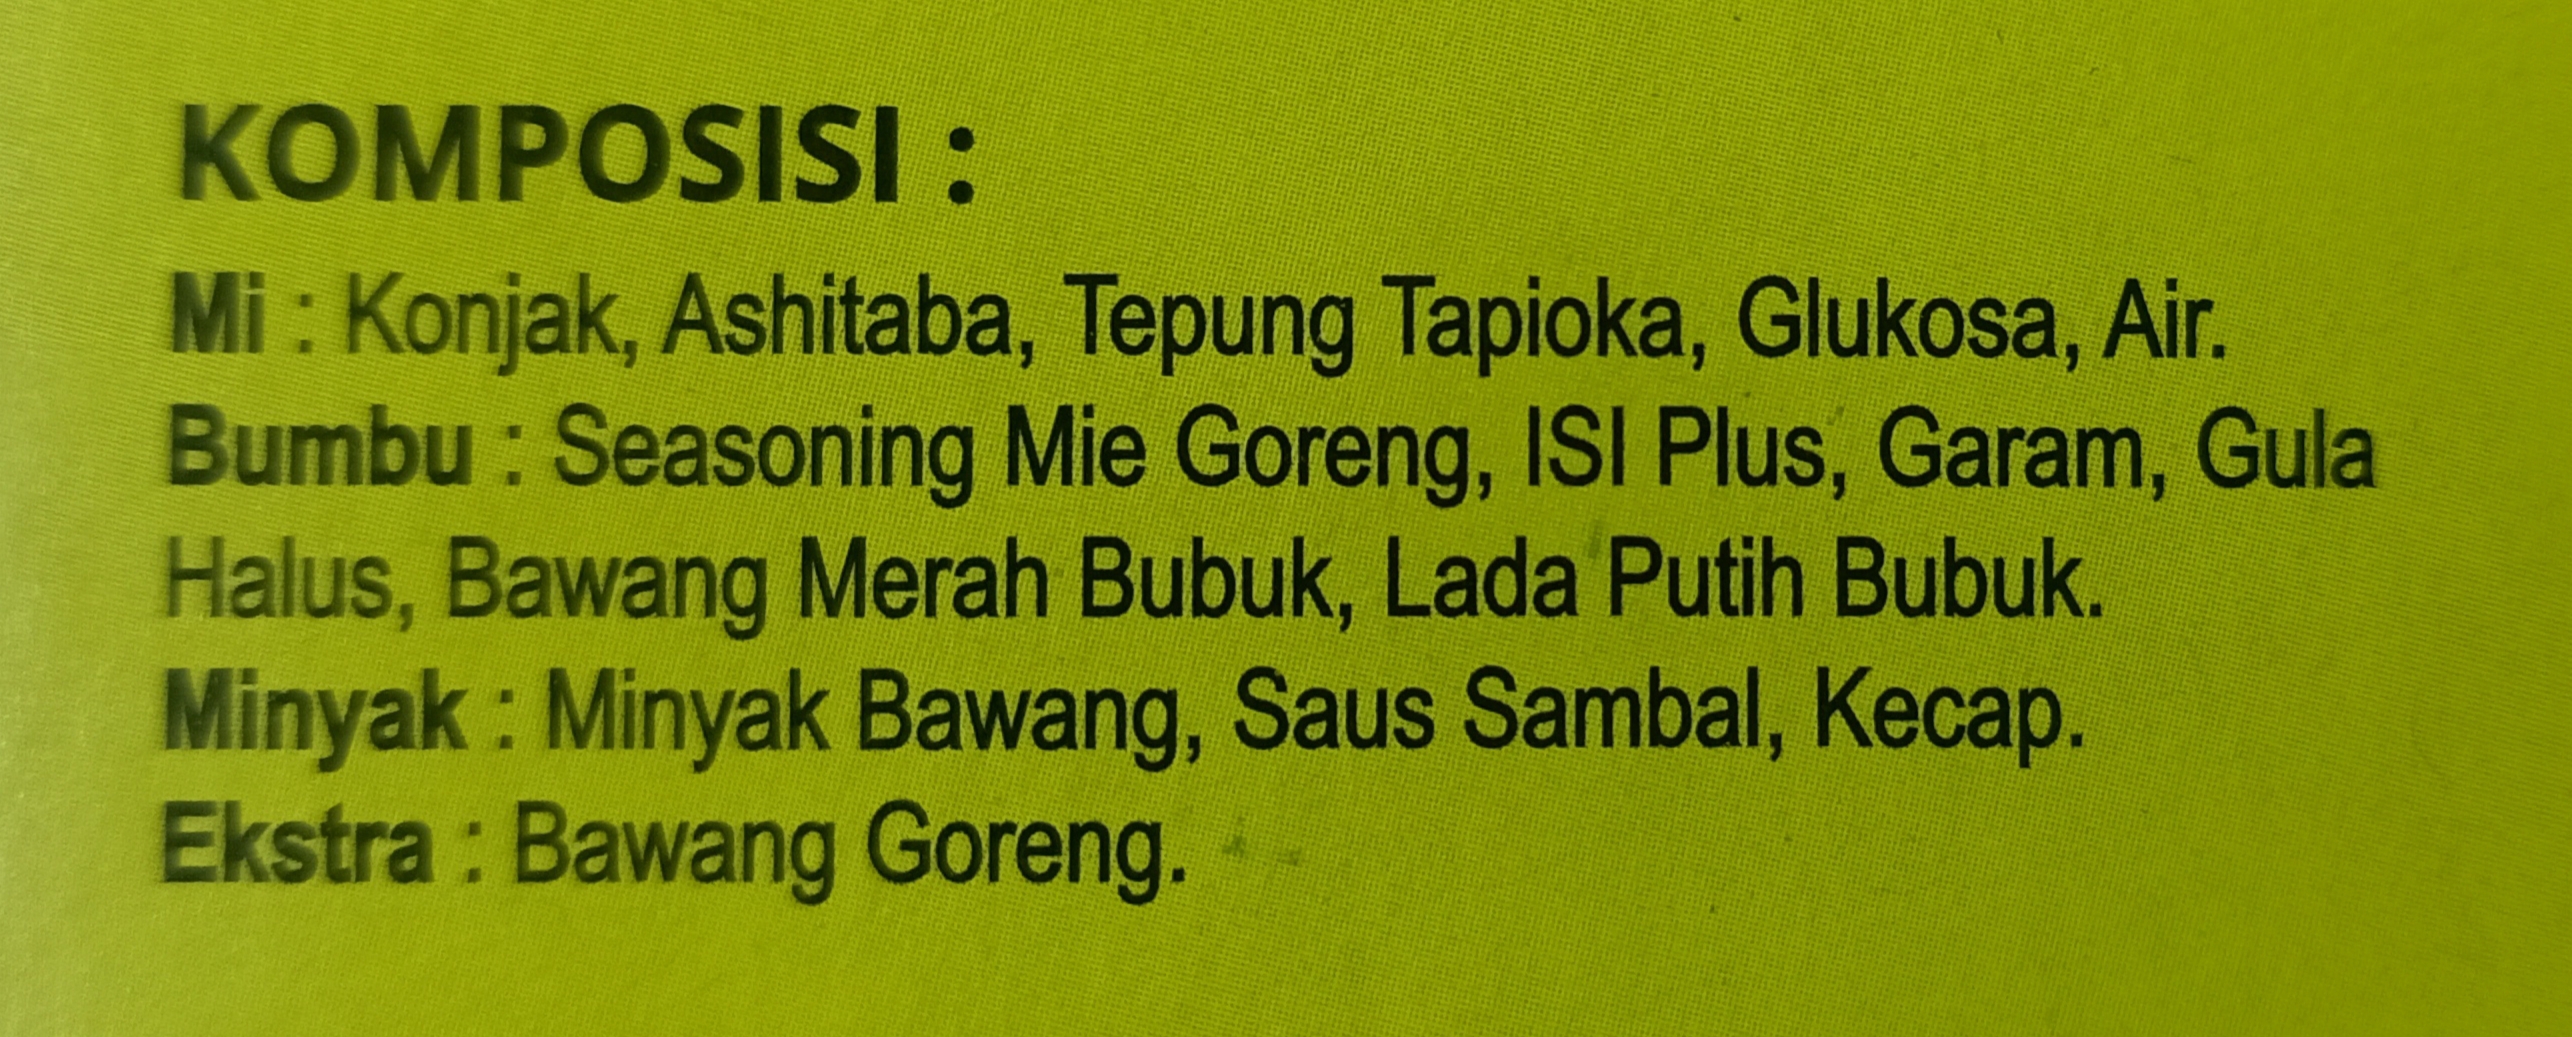 KOMPOSISI :
Mi : Konjak, Ashitaba, Tepung Tapioka, Glukosa, Air.
Bumbu : Seasoning Mie Goreng, ISI Plus, Garam, Gula
Halus, Bawang Merah Bubuk, Lada Putih Bubuk.
Minyak : Minyak Bawang, Saus Sambal, Kecap.
Ekstra : Bawang Goreng.